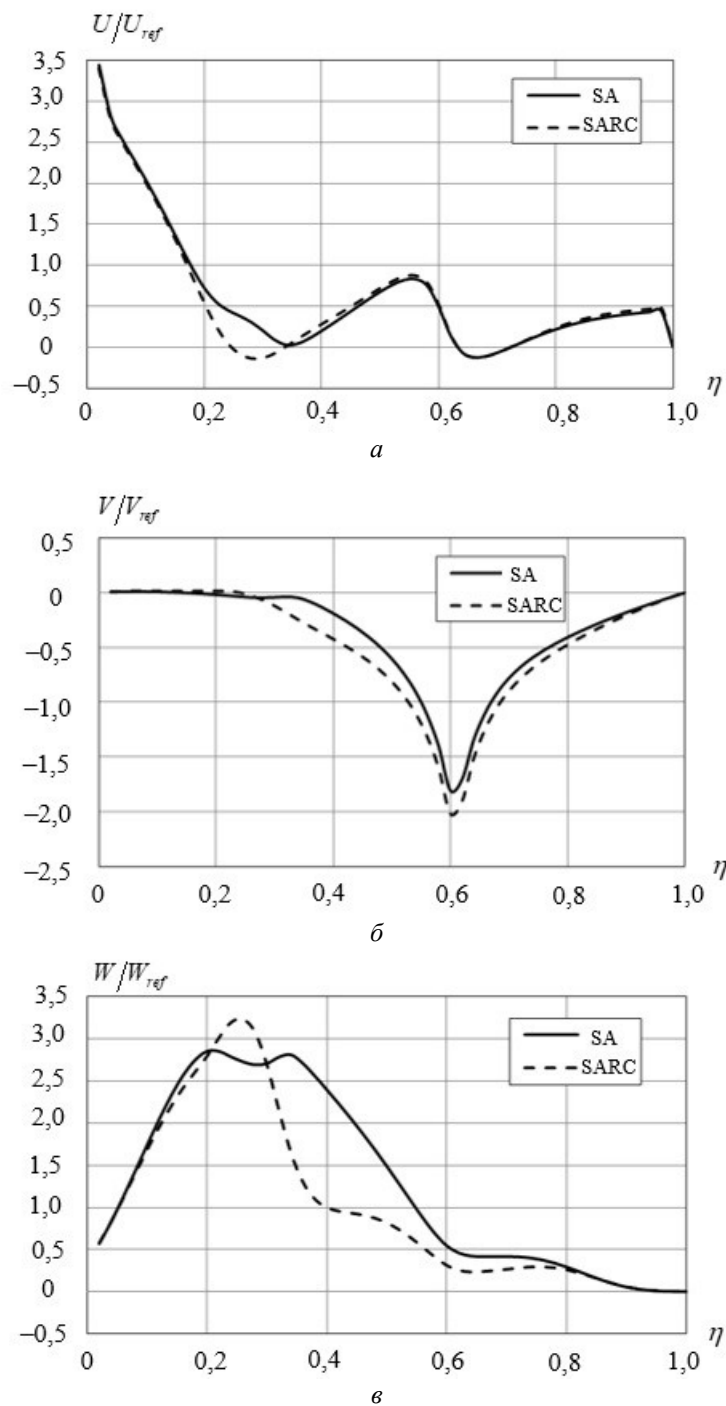 U/U_ref
3,5
3,0
2,5
2,0
1,5
1,0
0,5
0
–0,5
SA
SARC
0 0,2 0,4 0,6 0,8 1,0 η
а
V/V_ref
0,5
0
–0,5
–1,0
–1,5
–2,0
–2,5
SA
SARC
0 0,2 0,4 0,6 0,8 1,0 η
б
W/W_ref
3,5
3,0
2,5
2,0
1,5
1,0
0,5
0
–0,5
SA
SARC
0 0,2 0,4 0,6 0,8 1,0 η
в